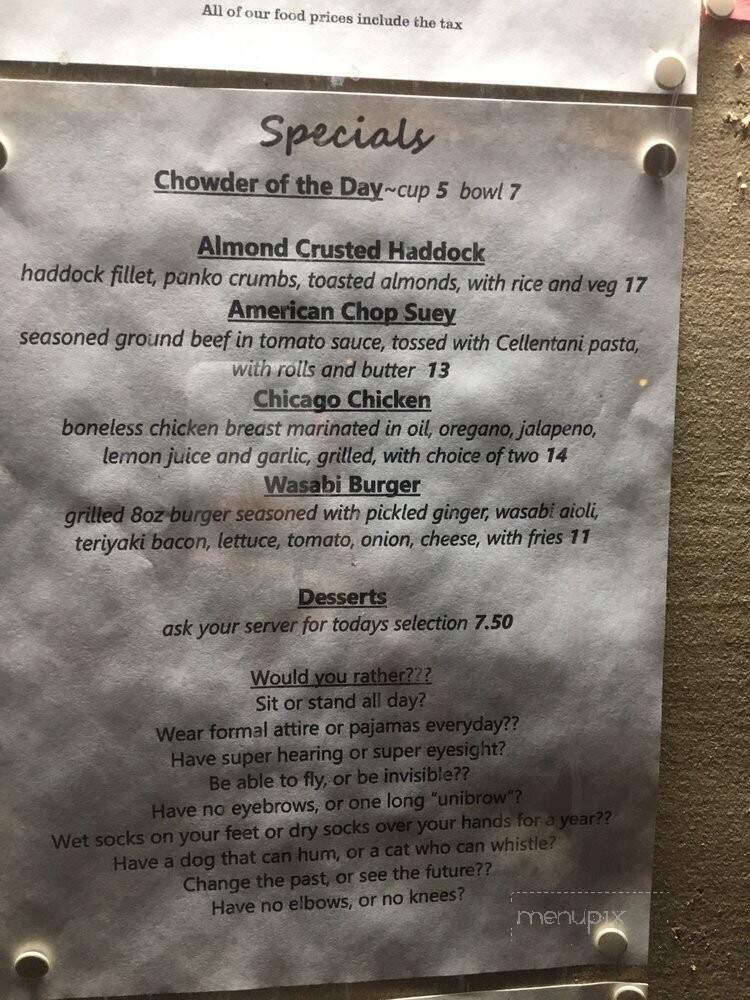 All of our food prices include the tax
Specials
Chowder of the Day~cup 5 bowl 7
Almond Crusted Haddock
haddock fillet, panko crumbs, toasted almonds, with rice and veg 17
American Chop Suey
seasoned ground beef in tomato sauce, tossed with Cellentani pasta,
with rolls and butter 13
Chicago Chicken
boneless chicken breast marinated in oil, oregano, jalapeno,
lemon juice and garlic, grilled, with choice of two 14
Wasabi Burger
grilled 8oz burger seasoned with pickled ginger, wasabi aioli,
teriyaki bacon, lettuce, tomato, onion, cheese, with fries 11
Desserts
ask your server for todays selection 7.50
Would you rather???
Sit or stand all day?
Wear formal attire or pajamas everyday??
Have super hearing or super eyesight?
Be able to fly, or be invisible??
Have no eyebrows, or one long "unibrow"?
Wet socks on your feet or dry socks over your hands for a year??
Have a dog that can hum, or a cat who can whistle?
Change the past, or see the future??
Have no elbows, or no knees?
menupix